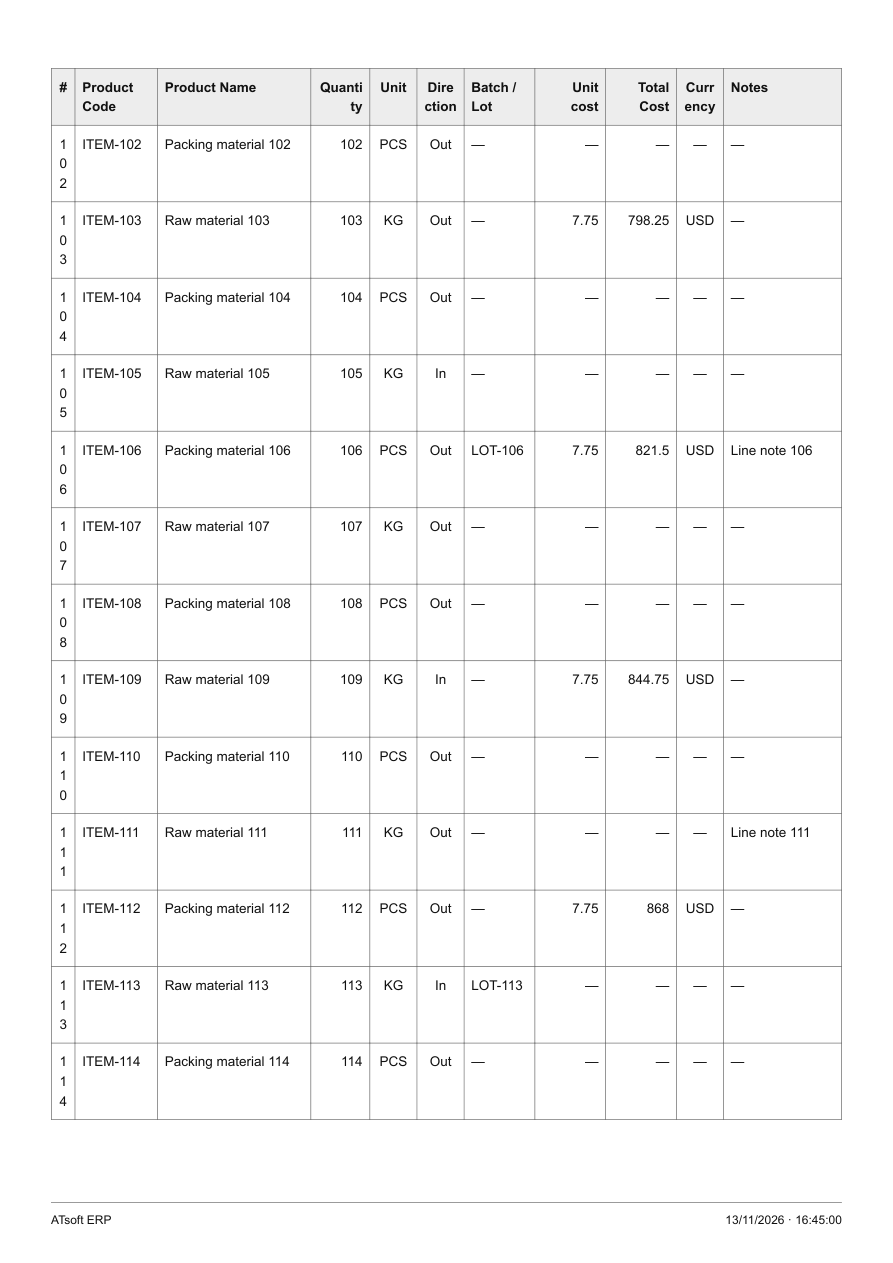 # Product Code Product Name Quantity Unit Direction Batch / Lot Unit cost Total Cost Currency Notes
102 ITEM-102 Packing material 102 102 PCS Out — — — — —
103 ITEM-103 Raw material 103 103 KG Out — 7.75 798.25 USD —
104 ITEM-104 Packing material 104 104 PCS Out — — — — —
105 ITEM-105 Raw material 105 105 KG In — — — — —
106 ITEM-106 Packing material 106 106 PCS Out LOT-106 7.75 821.5 USD Line note 106
107 ITEM-107 Raw material 107 107 KG Out — — — — —
108 ITEM-108 Packing material 108 108 PCS Out — — — — —
109 ITEM-109 Raw material 109 109 KG In — 7.75 844.75 USD —
110 ITEM-110 Packing material 110 110 PCS Out — — — — —
111 ITEM-111 Raw material 111 111 KG Out — — — — Line note 111
112 ITEM-112 Packing material 112 112 PCS Out — 7.75 868 USD —
113 ITEM-113 Raw material 113 113 KG In LOT-113 — — — —
114 ITEM-114 Packing material 114 114 PCS Out — — — — —
ATsoft ERP 13/11/2026 · 16:45:00